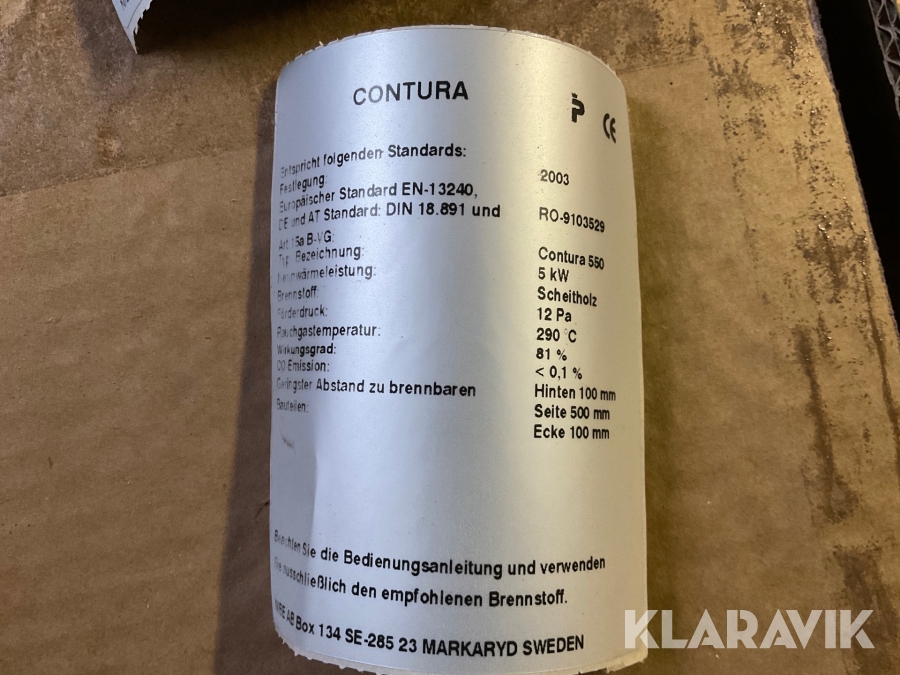 CONTURA
P CE
Entspricht folgenden Standards:
Festlegung: 2003
Europäischer Standard EN-13240,
DE und AT Standard: DIN 18.891 und RO-9103529
Art 15a B-VG:
Typ Bezeichnung: Contura 550
Nennwärmeleistung: 5 kW
Brennstoff: Scheitholz
Förderdruck: 12 Pa
Rauchgastemperatur: 290 °C
Wirkungsgrad: 81 %
CO Emission: < 0,1 %
Geringster Abstand zu brennbaren Hinten 100 mm
Bauteilen: Seite 500 mm
Ecke 100 mm
Beachten Sie die Bedienungsanleitung und verwenden
Sie ausschließlich den empfohlenen Brennstoff.
AB Box 134 SE-285 23 MARKARYD SWEDEN
KLARAVIK